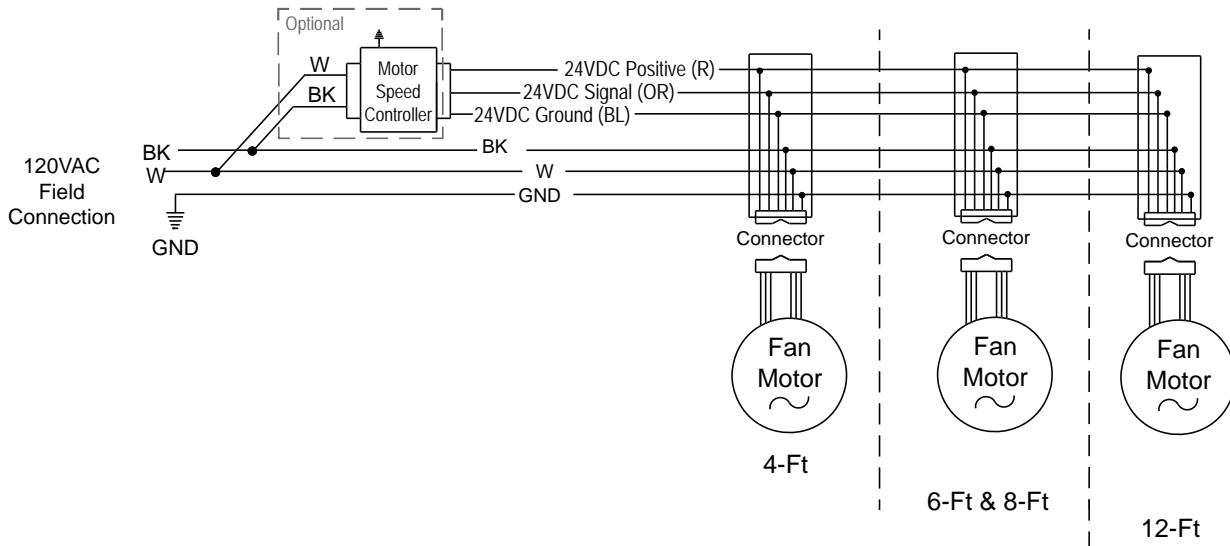 Optional
W
BK
Motor
Speed
Controller
24VDC Positive (R)
24VDC Signal (OR)
24VDC Ground (BL)
120VAC
Field
Connection
BK
W
BK
W
GND
GND
Connector
Connector
Connector
Fan
Motor
Fan
Motor
Fan
Motor
4-Ft
6-Ft & 8-Ft
12-Ft